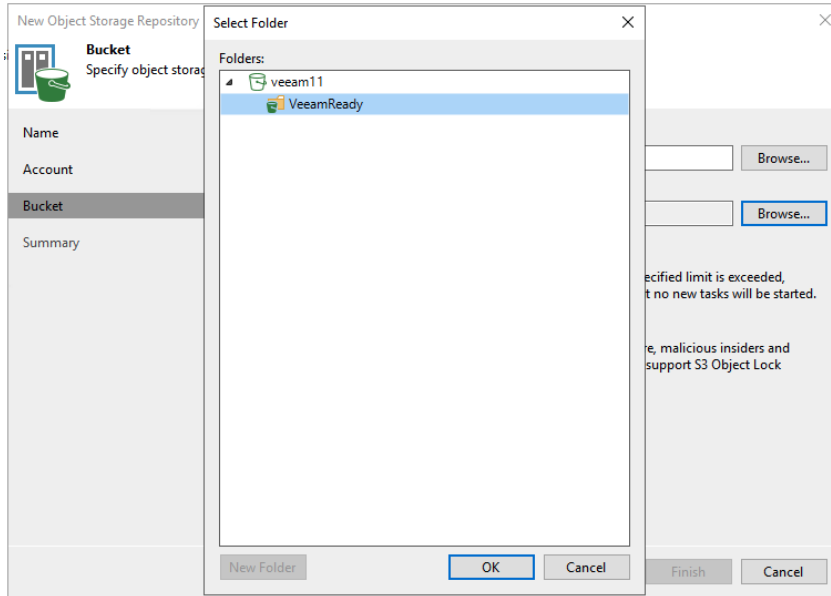 New Object Storage Repository
Bucket
Specify object storag
Name
Account
Bucket
Summary
Select Folder
Folders:
veeam11
VeeamReady
New Folder
OK
Cancel
Browse...
Browse...
ecified limit is exceeded,
t no new tasks will be started.
re, malicious insiders and
support S3 Object Lock
Finish
Cancel